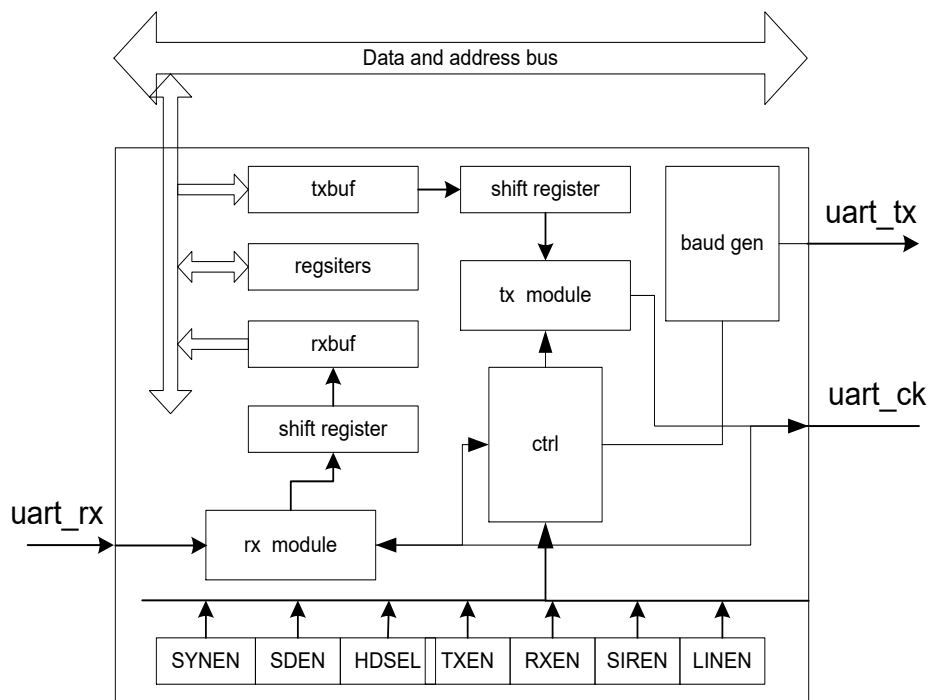 Data and address bus
txbuf
shift register
uart_tx
baud gen
regsiters
tx module
rxbuf
uart_ck
shift register
ctrl
uart_rx
rx module
SYNEN SDEN HDSEL TXEN RXEN SIREN LINEN